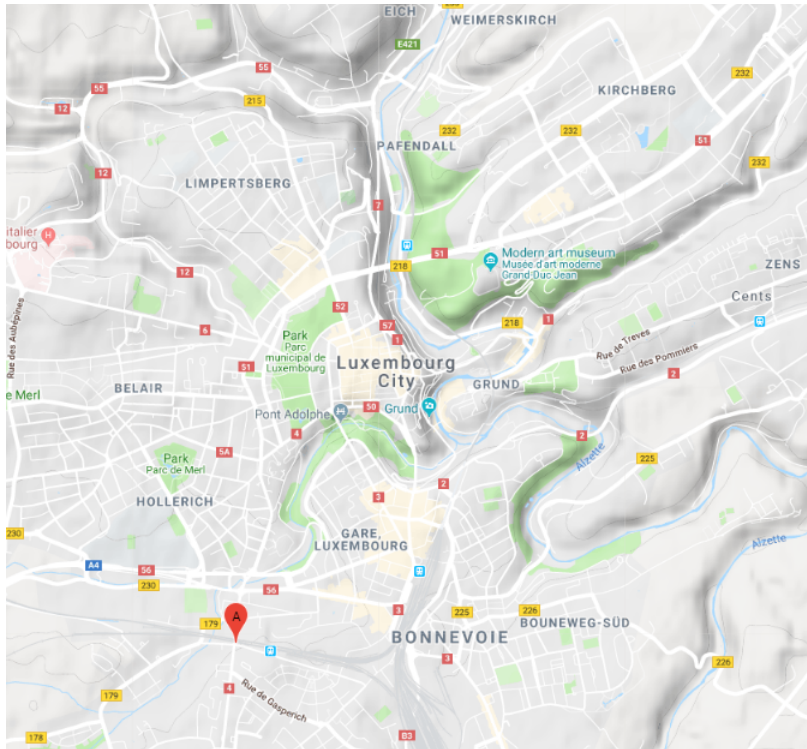 EICH
WEIMERSKIRCH
E421
55
232
55
215
12
KIRCHBERG
232
232
51
PAFENDALL
232
12
LIMPERTSBERG
7
italier
bourg
H
51
Modern art museum
Musée d'art moderne
Grand-Duc Jean
218
12
ZENS
Cents
52
57
218
1
6
1
Rue des Aubépines
Park
Parc
municipal de
Luxembourg
Rue de Treves
Rue des Pommiers
51
Luxembourg
City
2
BELAIR
GRUND
e Merl
50
Pont Adolphe
Grund
4
2
5A
Park
Parc de Merl
225
Alzette
2
3
HOLLERICH
230
GARE,
LUXEMBOURG
Alzette
A4
56
230
56
3
225
226
179
A
BONNEVOIE
BOUNEWEG-SÜD
3
226
4
Rue de Gasperich
179
178
B3